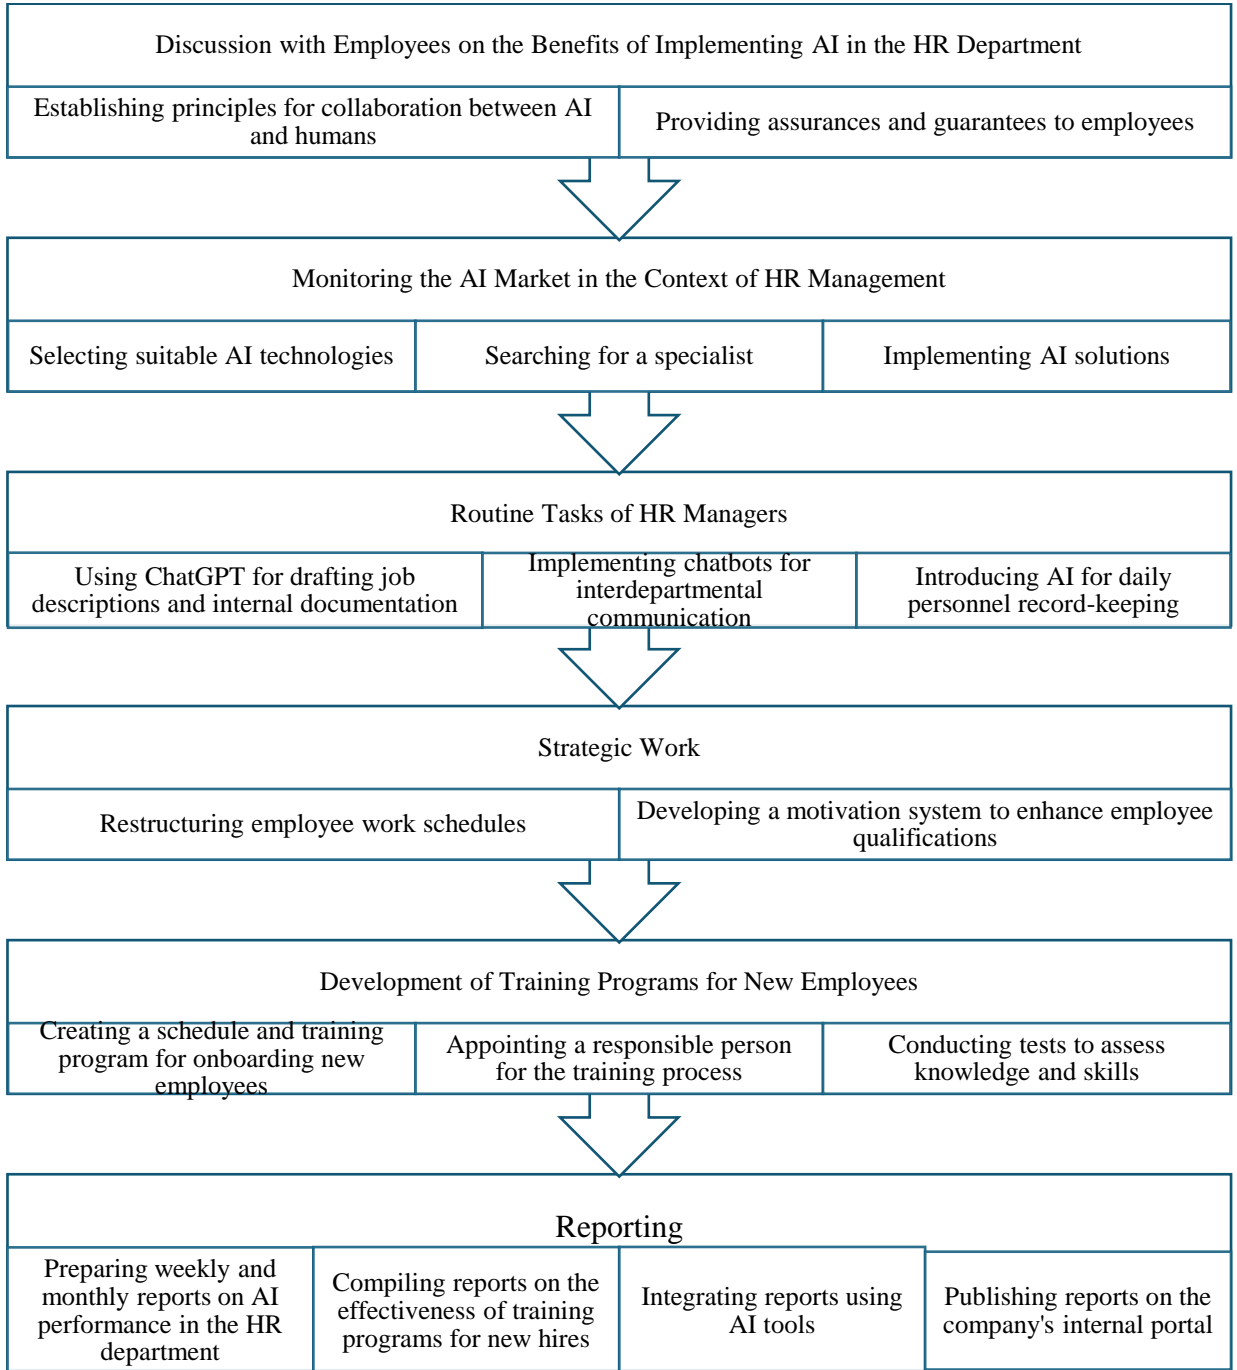 Discussion with Employees on the Benefits of Implementing AI in the HR Department
Establishing principles for collaboration between AI
and humans
Providing assurances and guarantees to employees
Monitoring the AI Market in the Context of HR Management
Selecting suitable AI technologies
Searching for a specialist
Implementing AI solutions
Routine Tasks of HR Managers
Using ChatGPT for drafting job
descriptions and internal documentation
Implementing chatbots for
interdepartmental
communication
Introducing AI for daily
personnel record-keeping
Strategic Work
Restructuring employee work schedules
Developing a motivation system to enhance employee
qualifications
Development of Training Programs for New Employees
Creating a schedule and training
program for onboarding new
employees
Appointing a responsible person
for the training process
Conducting tests to assess
knowledge and skills
Reporting
Preparing weekly and
monthly reports on AI
performance in the HR
department
Compiling reports on the
effectiveness of training
programs for new hires
Integrating reports using
AI tools
Publishing reports on the
company's internal portal